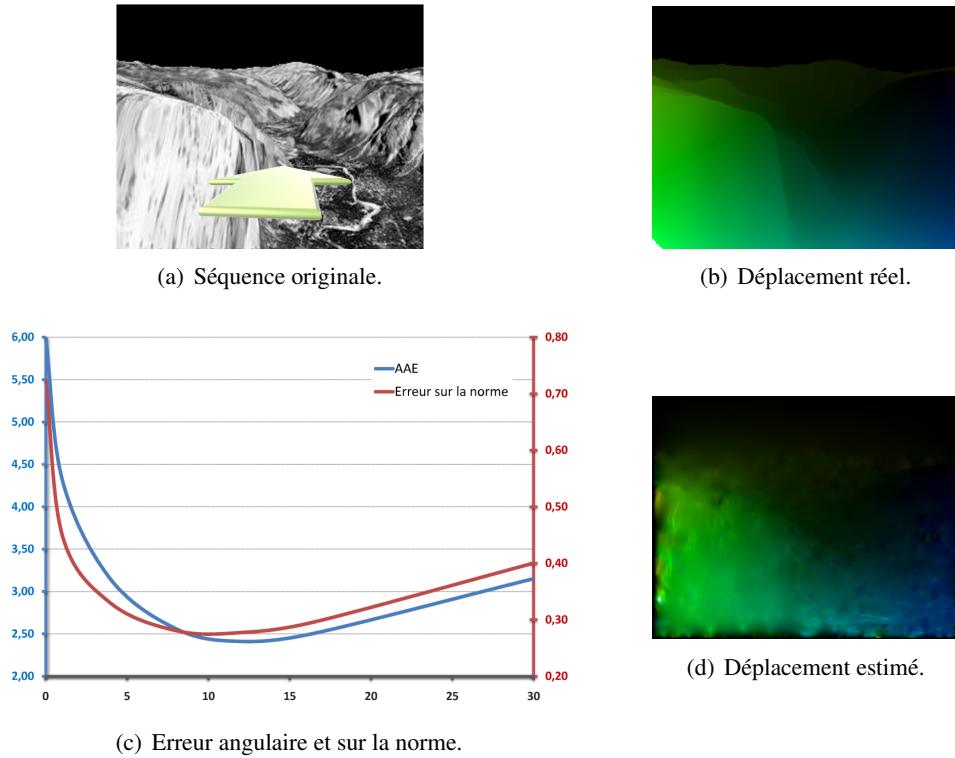 (a) Séquence originale.
(b) Déplacement réel.
6,00
5,50
5,00
4,50
4,00
3,50
3,00
2,50
2,00
0,80
0,70
0,60
0,50
0,40
0,30
0,20
AAE
Erreur sur la norme
0 5 10 15 20 25 30
(c) Erreur angulaire et sur la norme.
(d) Déplacement estimé.